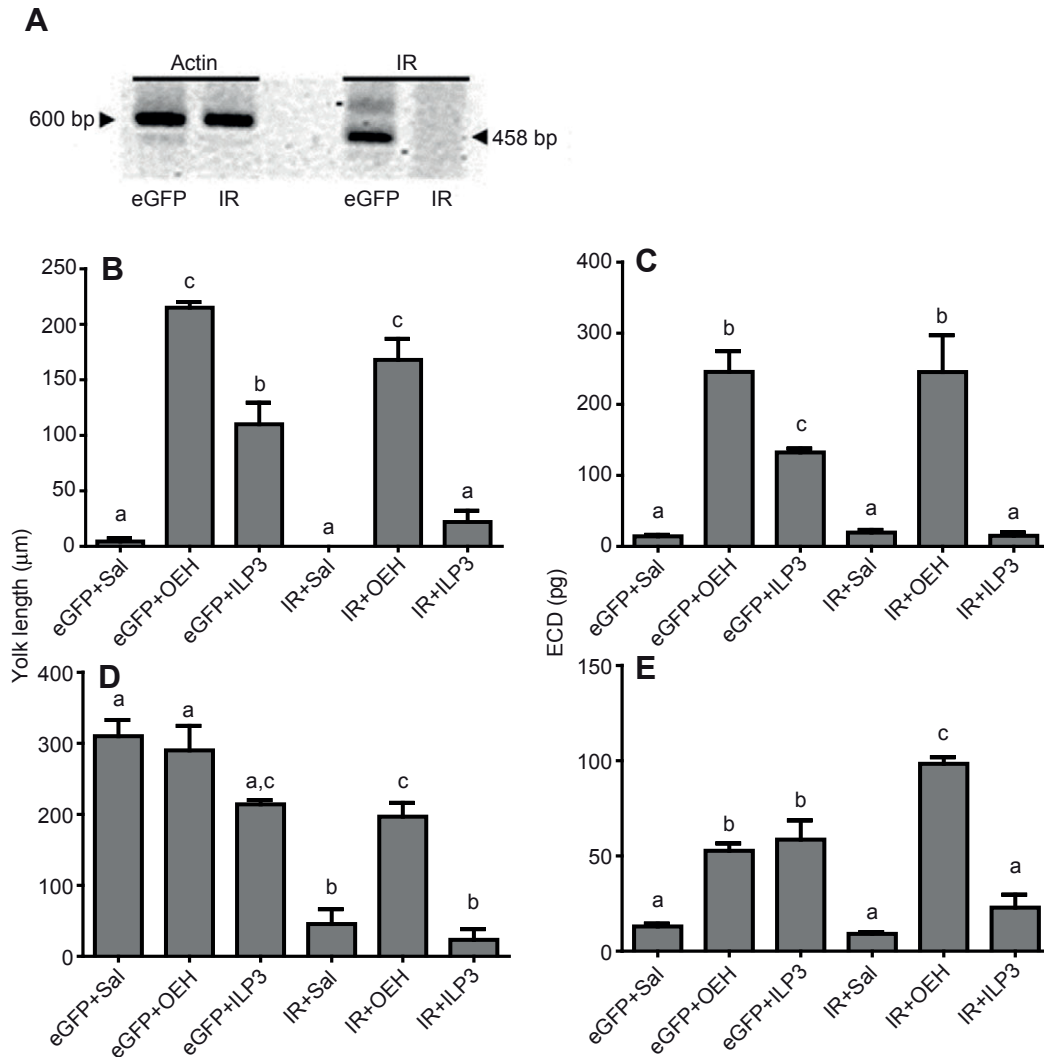 A
Actin IR
600 bp 458 bp
eGFP IR eGFP IR
B C
250 400
200 300
150 200
100 100
50 0
0
c b
c b
b c
a a a
a a a
Yolk length (µm)
ECD (pg)
eGFP+Sal eGFP+OEH eGFP+ILP3 IR+Sal IR+OEH IR+ILP3
eGFP+Sal eGFP+OEH eGFP+ILP3 IR+Sal IR+OEH IR+ILP3
D E
400 150
300 100
200 50
100 0
0
a a a,c b c b
a b b a c a
eGFP+Sal eGFP+OEH eGFP+ILP3 IR+Sal IR+OEH IR+ILP3
eGFP+Sal eGFP+OEH eGFP+ILP3 IR+Sal IR+OEH IR+ILP3